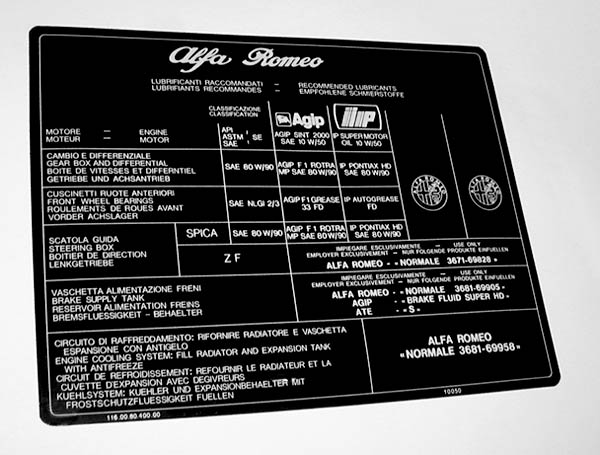 Alfa Romeo
LUBRIFICANTI RACCOMANDATI — RECOMMENDED LUBRICANTS
LUBRIFIANTS RECOMMANDES — EMPFOHLENE SCHMIERSTOFFE
CLASSIFICAZIONE
CLASSIFICATION
Agip
IP
MOTORE — ENGINE
MOTEUR — MOTOR
API
ASTM ' SE
SAE '
AGIP SINT 2000
SAE 10 W/50
IP SUPER MOTOR
OIL 10 W/50
CAMBIO E DIFFERENZIALE
GEAR BOX AND DIFFERENTIAL
BOITE DE VITESSES ET DIFFERNTIEL
GETRIEBE UND ACHSANTRIEB
SAE 80 W/90
AGIP F 1 ROTRA
MP SAE 80 W/90
IP PONTIAX HD
SAE 80 W/90
CUSCINETTI RUOTE ANTERIORI
FRONT WHEEL BEARINGS
ROULEMENTS DE ROUES AVANT
VORDER ACHSLAGER
SAE NLGI 2/3
AGIP F1 GREASE
33 FD
IP AUTOGREASE
FD
SCATOLA GUIDA
STEERING BOX
BOITIER DE DIRECTION
LENKGETRIEBE
SPICA
SAE 80 W/90
AGIP F 1 ROTRA
MP SAE 80 W/90
IP PONTIAX HD
SAE 80 W/90
Z F
IMPIEGARE ESCLUSIVAMENTE — USE ONLY
EMPLOYER EXCLUSIVEMENT — NUR FOLGENDE PRODUKTE EINFUELLEN
ALFA ROMEO - «NORMALE 3671-69828»
VASCHETTA ALIMENTAZIONE FRENI
BRAKE SUPPLY TANK
RESERVOIR ALIMENTATION FREINS
BREMSFLUESSIGKEIT - BEHAELTER
IMPIEGARE ESCLUSIVAMENTE — USE ONLY
EMPLOYER EXCLUSIVEMENT — NUR FOLGENDE PRODUKTE EINFUELLEN
ALFA ROMEO - «NORMALE 3681-69905»
AGIP - «BRAKE FLUID SUPER HD»
ATE - «S»
CIRCUITO DI RAFFREDDAMENTO: RIFORNIRE RADIATORE E VASCHETTA
ESPANSIONE CON ANTIGELO
ENGINE COOLING SYSTEM: FILL RADIATOR AND EXPANSION TANK
WITH ANTIFREEZE
CIRCUIT DE REFROIDISSEMENT: REFOURNIR LE RADIATEUR ET LA
CUVETTE D'EXPANSION AVEC DEGIVREURS
KUEHLSYSTEM: KUEHLER UND EXPANSIONBEHAELTER MIT
FROSTSCHUTZFLUESSIGKEIT FUELLEN
ALFA ROMEO
«NORMALE 3681-69958»
116.00.60.400.00
10050